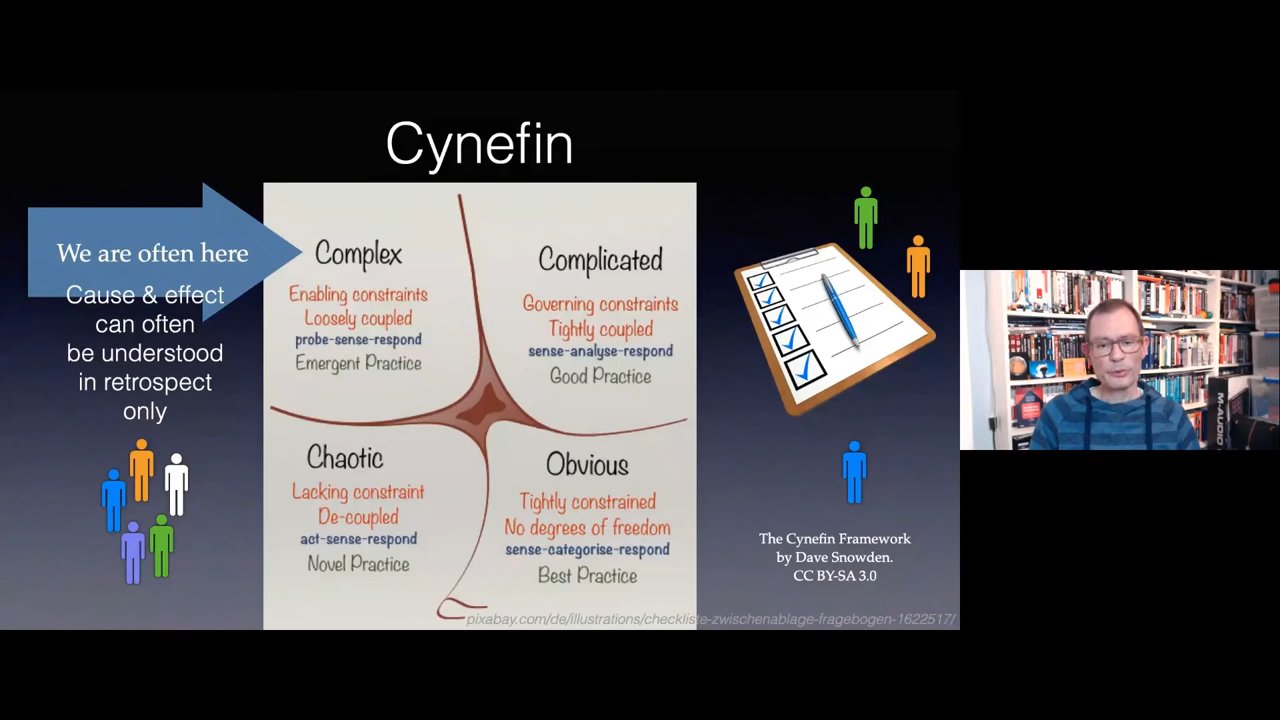 Cynefin
We are often here
Cause & effect
can often
be understood
in retrospect
only
Complex
Enabling constraints
Loosely coupled
probe-sense-respond
Emergent Practice
Complicated
Governing constraints
Tightly coupled
sense-analyse-respond
Good Practice
Chaotic
Lacking constraint
De-coupled
act-sense-respond
Novel Practice
Obvious
Tightly constrained
No degrees of freedom
sense-categorise-respond
Best Practice
The Cynefin Framework
by Dave Snowden.
CC BY-SA 3.0
pixabay.com/de/illustrations/checkliste-zwischenablage-fragebogen-1622517/
M-AUDIO